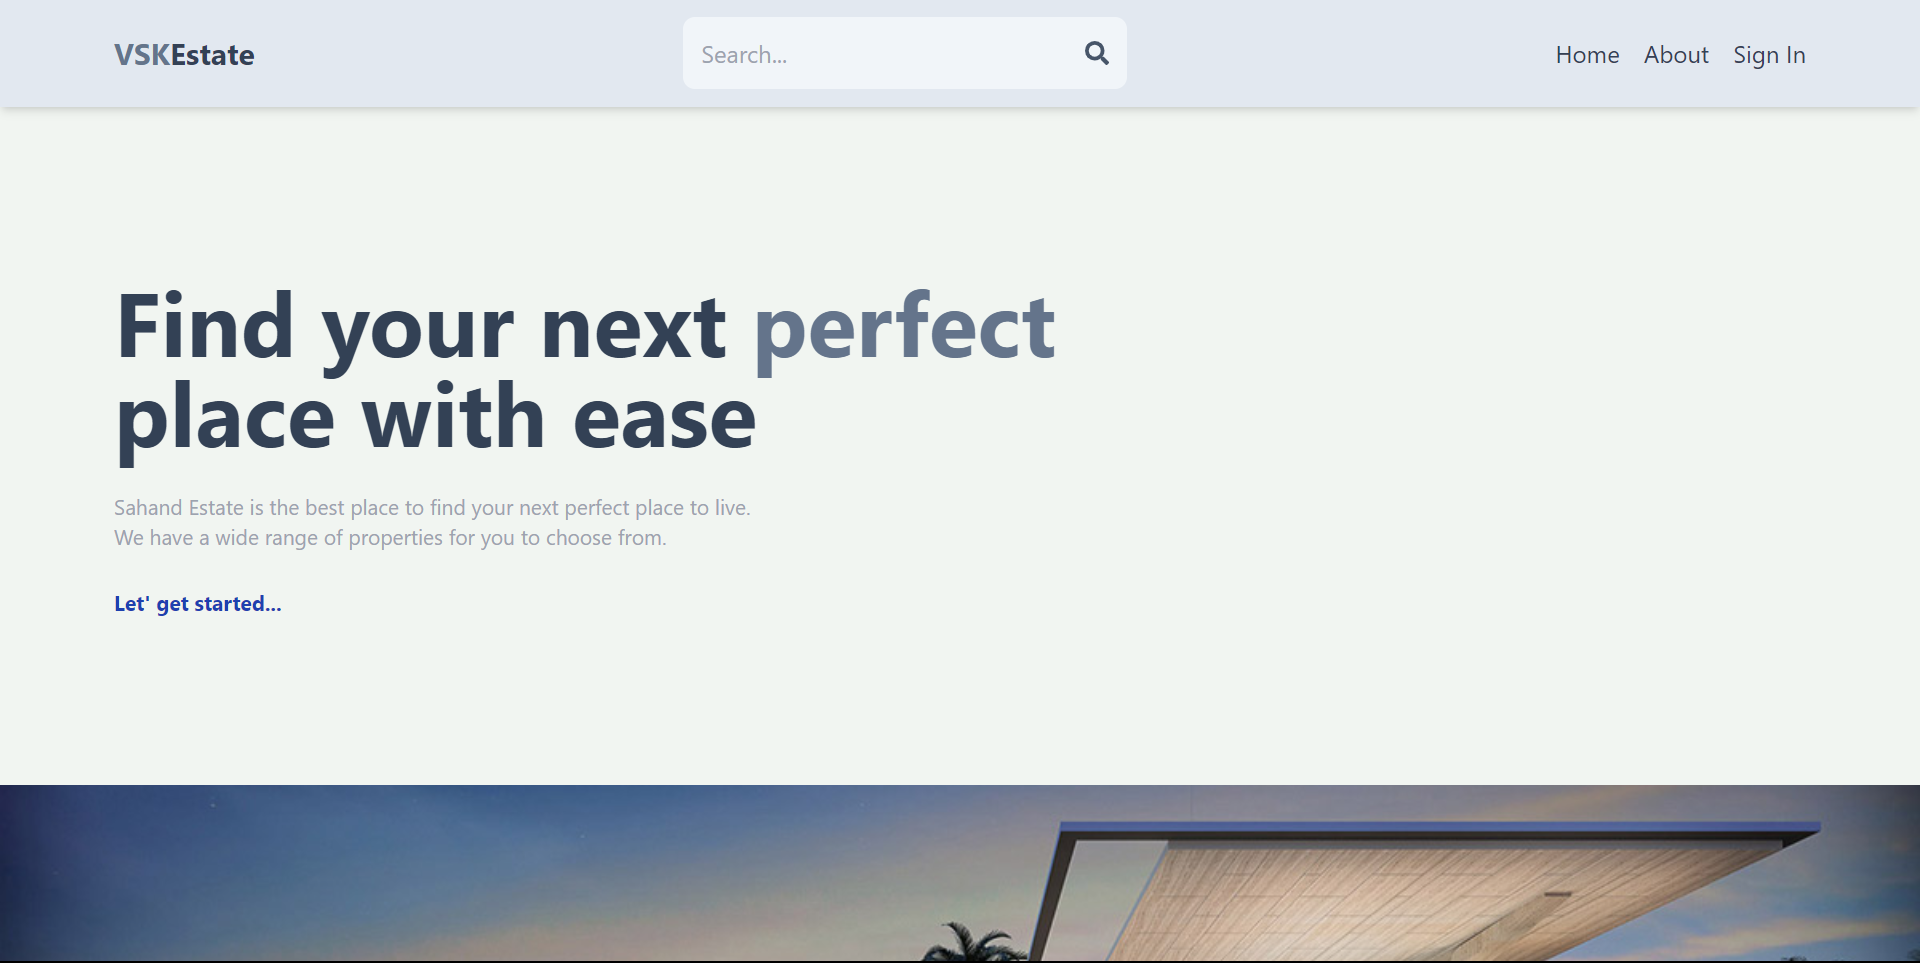 VSKEstate
Search...
Home About Sign In
Find your next perfect
place with ease
Sahand Estate is the best place to find your next perfect place to live.
We have a wide range of properties for you to choose from.
Let' get started...